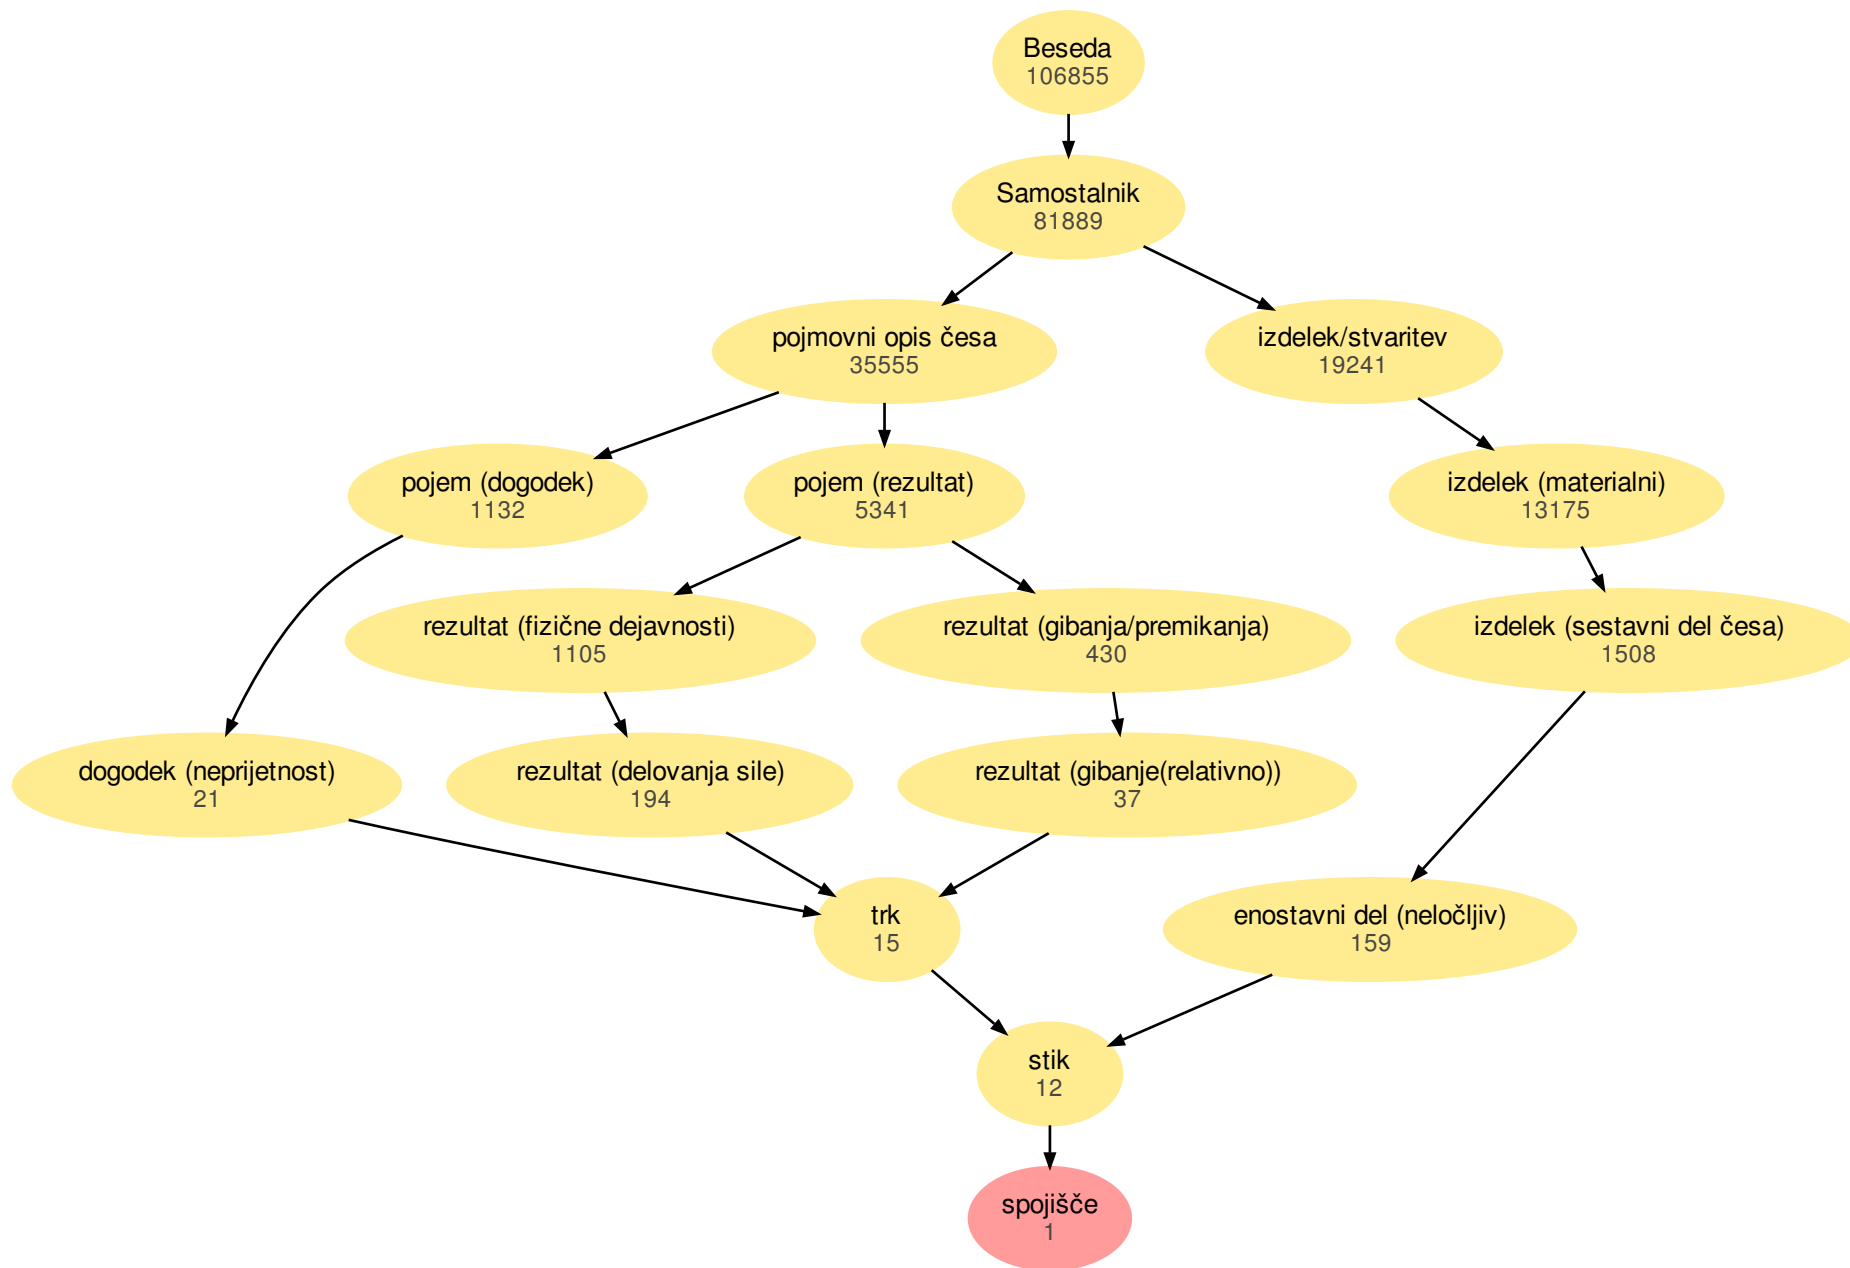 Beseda
106855
Samostalnik
81889
pojmovni opis česa
35555
izdelek/stvaritev
19241
pojem (dogodek)
1132
pojem (rezultat)
5341
izdelek (materialni)
13175
rezultat (fizične dejavnosti)
1105
rezultat (gibanja/premikanja)
430
izdelek (sestavni del česa)
1508
dogodek (neprijetnost)
21
rezultat (delovanja sile)
194
rezultat (gibanje(relativno))
37
trk
15
enostavni del (neločljiv)
159
stik
12
spojišče
1